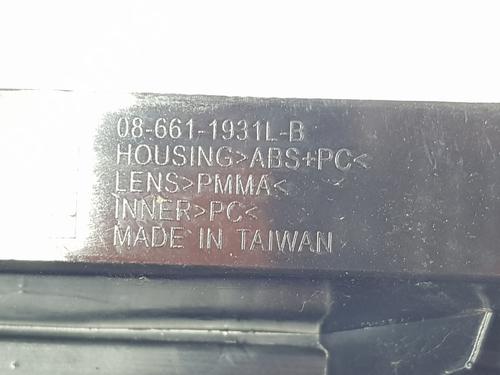 08-661-1931L-B
HOUSING>ABS+PC<
LENS>PMMA<
INNER>PC<
MADE IN TAIWAN